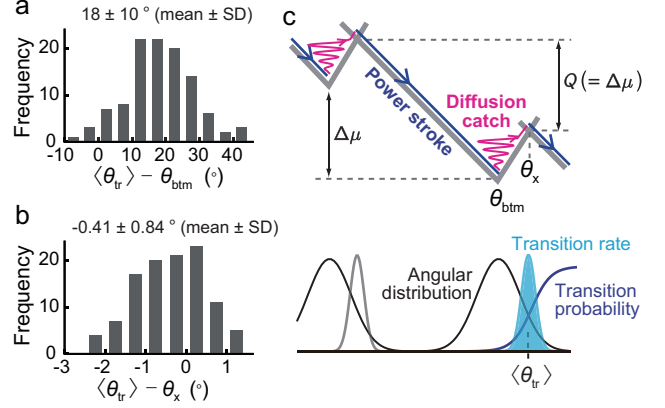 a
18 ± 10 ° (mean ± SD)
Frequency
20
10
0
-10 0 10 20 30 40
⟨θtr⟩ − θbtm (°)
b
-0.41 ± 0.84 ° (mean ± SD)
Frequency
20
10
0
-3 -2 -1 0 1
⟨θtr⟩ − θx (°)
c
Δμ
Power stroke
Diffusion
catch
Q (= Δμ)
θx
θbtm
Angular
distribution
Transition rate
Transition
probability
⟨θtr⟩